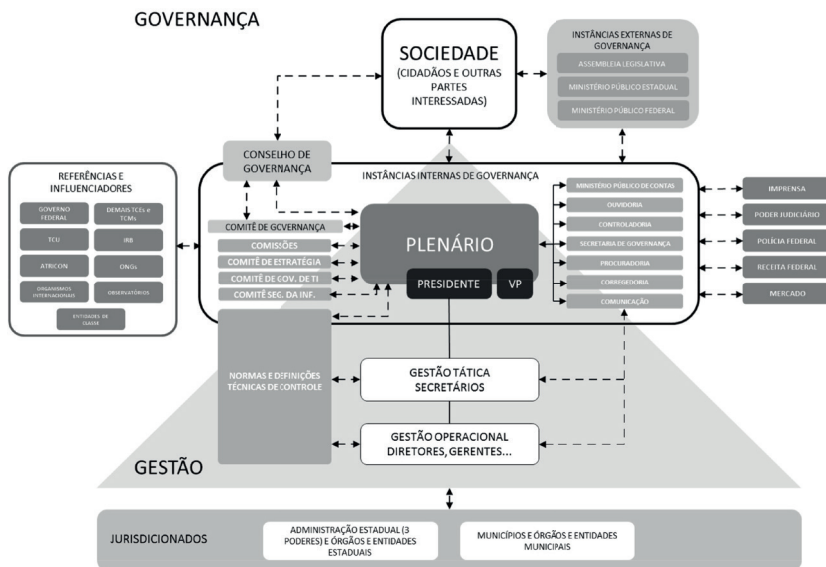 GOVERNANÇA
SOCIEDADE
(CIDADÃOS E OUTRAS
PARTES
INTERESSADAS)
INSTÂNCIAS EXTERNAS DE
GOVERNANÇA
ASSEMBLEIA LEGISLATIVA
MINISTÉRIO PÚBLICO ESTADUAL
MINISTÉRIO PÚBLICO FEDERAL
CONSELHO DE
GOVERNANÇA
REFERÊNCIAS E
INFLUENCIADORES
GOVERNO
FEDERAL
DEMAIS TCEs e
TCMs
TCU
IRB
ATRICON
ONGs
ORGANISMOS
INTERNACIONAIS
OBSERVATÓRIOS
ENTIDADES DE
CLASSE
INSTÂNCIAS INTERNAS DE GOVERNANÇA
COMITÊ DE GOVERNANÇA
COMISSÕES
COMITÊ DE ESTRATÉGIA
COMITÊ DE GOV. DE TI
COMITÊ SEG. DA INF.
PLENÁRIO
PRESIDENTE
VP
MINISTÉRIO PÚBLICO DE CONTAS
OUVIDORIA
CONTROLADORIA
SECRETARIA DE GOVERNANÇA
PROCURADORIA
CORREGEDORIA
COMUNICAÇÃO
IMPRENSA
PODER JUDICIÁRIO
POLÍCIA FEDERAL
RECEITA FEDERAL
MERCADO
NORMAS E DEFINIÇÕES
TÉCNICAS DE CONTROLE
GESTÃO TÁTICA
SECRETÁRIOS
GESTÃO OPERACIONAL
DIRETORES, GERENTES...
GESTÃO
JURISDICIONADOS
ADMINISTRAÇÃO ESTADUAL (3
PODERES) E ÓRGÃOS E ENTIDADES
ESTADUAIS
MUNICÍPIOS E ÓRGÃOS E ENTIDADES
MUNICIPAIS